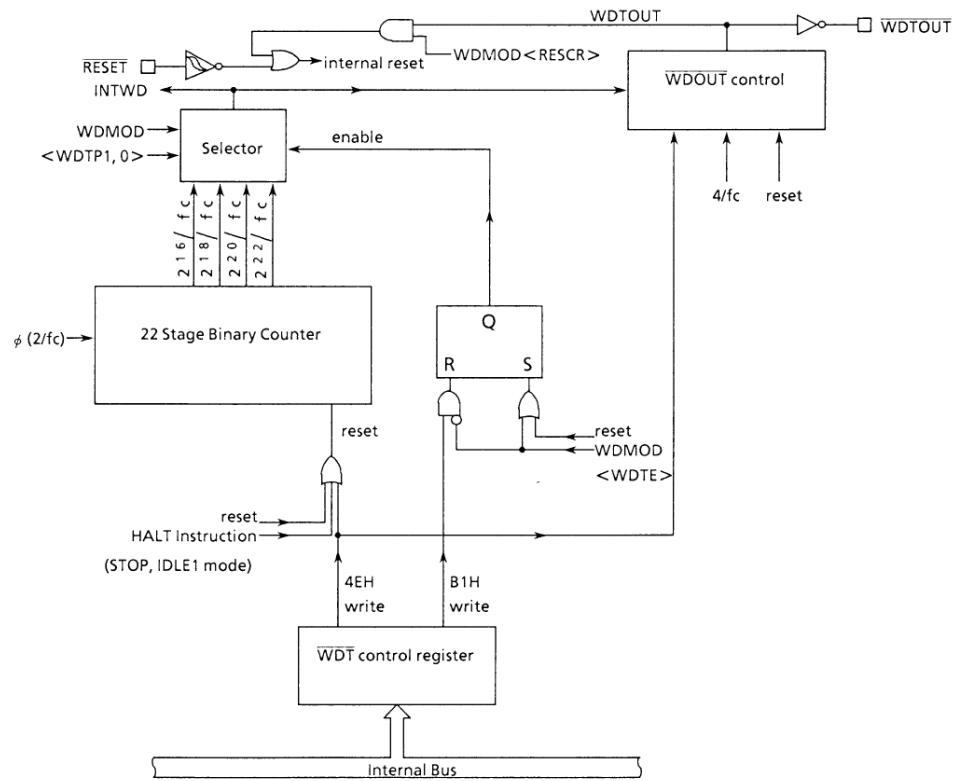 WDTOUT
WDTOUT
RESET
internal reset
WDMOD<RESCR>
INTWD
WDOUT control
WDMOD
<WDTP1, 0>
Selector
enable
4/fc
reset
216/fc
218/fc
220/fc
222/fc
22 Stage Binary Counter
ϕ (2/fc)
Q
R
S
reset
reset
WDMOD
<WDTE>
reset
HALT Instruction
(STOP, IDLE1 mode)
4EH
write
B1H
write
WDT control register
Internal Bus